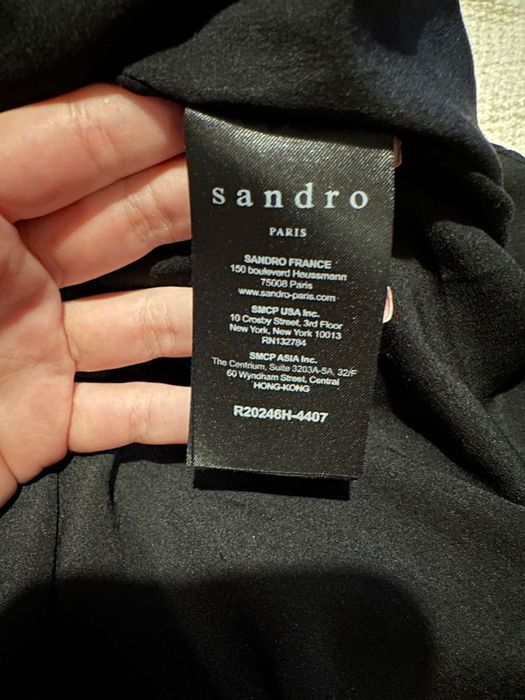 sandro
PARIS
SANDRO FRANCE
150 boulevard Haussmann
75008 Paris
www.sandro-paris.com
SMCP USA Inc.
10 Crosby Street, 3rd Floor
New York, New York 10013
RN132784
SMCP ASIA Inc.
The Centrium, Suite 3203A-5A, 32/F
60 Wyndham Street, Central
HONG-KONG
R20246H-4407